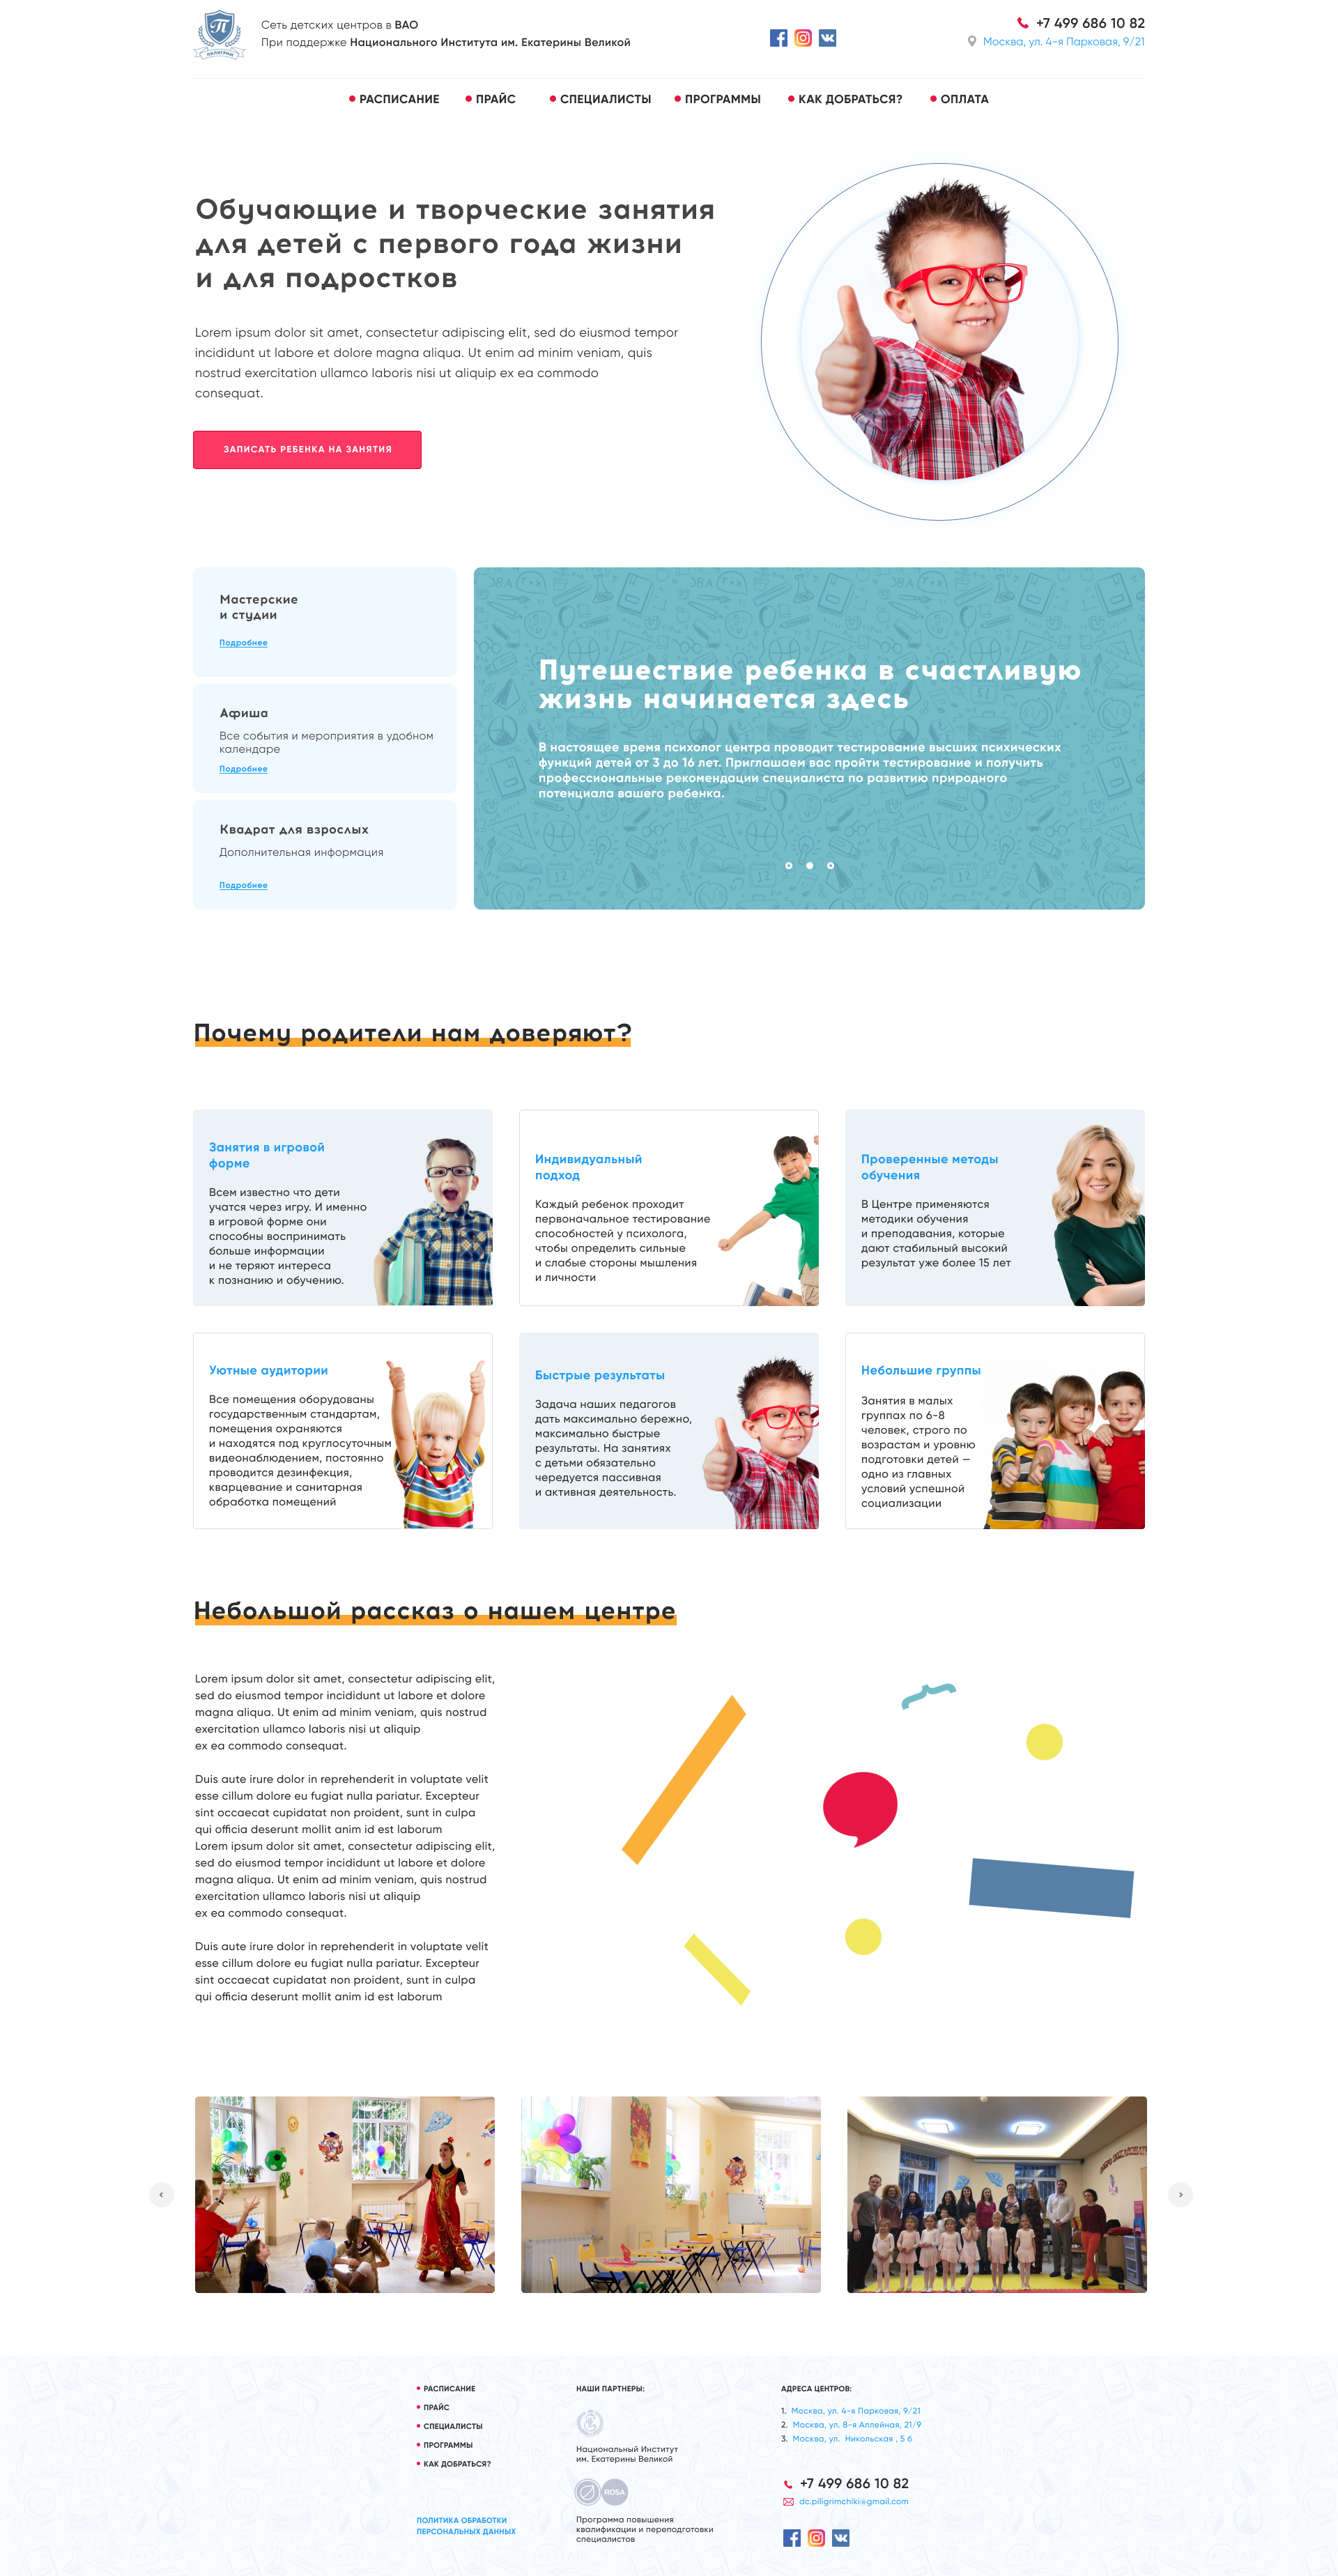 П
ПИЛИГРИМ
Сеть детских центров в ВАО
При поддержке Национального Института им. Екатерины Великой
+7 499 686 10 82
Москва, ул. 4-я Парковая, 9/21
РАСПИСАНИЕ
ПРАЙС
СПЕЦИАЛИСТЫ
ПРОГРАММЫ
КАК ДОБРАТЬСЯ?
ОПЛАТА
Обучающие и творческие занятия
для детей с первого года жизни
и для подростков
Lorem ipsum dolor sit amet, consectetur adipiscing elit, sed do eiusmod tempor
incididunt ut labore et dolore magna aliqua. Ut enim ad minim veniam, quis
nostrud exercitation ullamco laboris nisi ut aliquip ex ea commodo
consequat.
ЗАПИСАТЬ РЕБЕНКА НА ЗАНЯТИЯ
Мастерские
и студии
Подробнее
Афиша
Все события и мероприятия в удобном
календаре
Подробнее
Квадрат для взрослых
Дополнительная информация
Подробнее
Путешествие ребенка в счастливую
жизнь начинается здесь
В настоящее время психолог центра проводит тестирование высших психических
функций детей от 3 до 16 лет. Приглашаем вас пройти тестирование и получить
профессиональные рекомендации специалиста по развитию природного
потенциала вашего ребенка.
Почему родители нам доверяют?
Занятия в игровой
форме
Всем известно что дети
учатся через игру. И именно
в игровой форме они
способны воспринимать
больше информации
и не теряют интереса
к познанию и обучению.
Индивидуальный
подход
Каждый ребенок проходит
первоначальное тестирование
способностей у психолога,
чтобы определить сильные
и слабые стороны мышления
и личности
Проверенные методы
обучения
В Центре применяются
методики обучения
и преподавания, которые
дают стабильный высокий
результат уже более 15 лет
Уютные аудитории
Все помещения оборудованы
государственным стандартам,
помещения охраняются
и находятся под круглосуточным
видеонаблюдением, постоянно
проводится дезинфекция,
кварцевание и санитарная
обработка помещений
Быстрые результаты
Задача наших педагогов
дать максимально бережно,
максимально быстрые
результаты. На занятиях
с детьми обязательно
чередуется пассивная
и активная деятельность.
Небольшие группы
Занятия в малых
группах по 6-8
человек, строго по
возрастам и уровню
подготовки детей —
одно из главных
условий успешной
социализации
Небольшой рассказ о нашем центре
Lorem ipsum dolor sit amet, consectetur adipiscing elit,
sed do eiusmod tempor incididunt ut labore et dolore
magna aliqua. Ut enim ad minim veniam, quis nostrud
exercitation ullamco laboris nisi ut aliquip
ex ea commodo consequat.
Duis aute irure dolor in reprehenderit in voluptate velit
esse cillum dolore eu fugiat nulla pariatur. Excepteur
sint occaecat cupidatat non proident, sunt in culpa
qui officia deserunt mollit anim id est laborum
Lorem ipsum dolor sit amet, consectetur adipiscing elit,
sed do eiusmod tempor incididunt ut labore et dolore
magna aliqua. Ut enim ad minim veniam, quis nostrud
exercitation ullamco laboris nisi ut aliquip
ex ea commodo consequat.
Duis aute irure dolor in reprehenderit in voluptate velit
esse cillum dolore eu fugiat nulla pariatur. Excepteur
sint occaecat cupidatat non proident, sunt in culpa
qui officia deserunt mollit anim id est laborum
РАСПИСАНИЕ
ПРАЙС
СПЕЦИАЛИСТЫ
ПРОГРАММЫ
КАК ДОБРАТЬСЯ?
ПОЛИТИКА ОБРАБОТКИ
ПЕРСОНАЛЬНЫХ ДАННЫХ
НАШИ ПАРТНЕРЫ:
Национальный Институт
им. Екатерины Великой
ROSA
Программа повышения
квалификации и переподготовки
специалистов
АДРЕСА ЦЕНТРОВ:
1. Москва, ул. 4-я Парковая, 9/21
2. Москва, ул. 8-я Аллейная, 21/9
3. Москва, ул. Никольская , 5 б
+7 499 686 10 82
dc.piligrimchiki@gmail.com